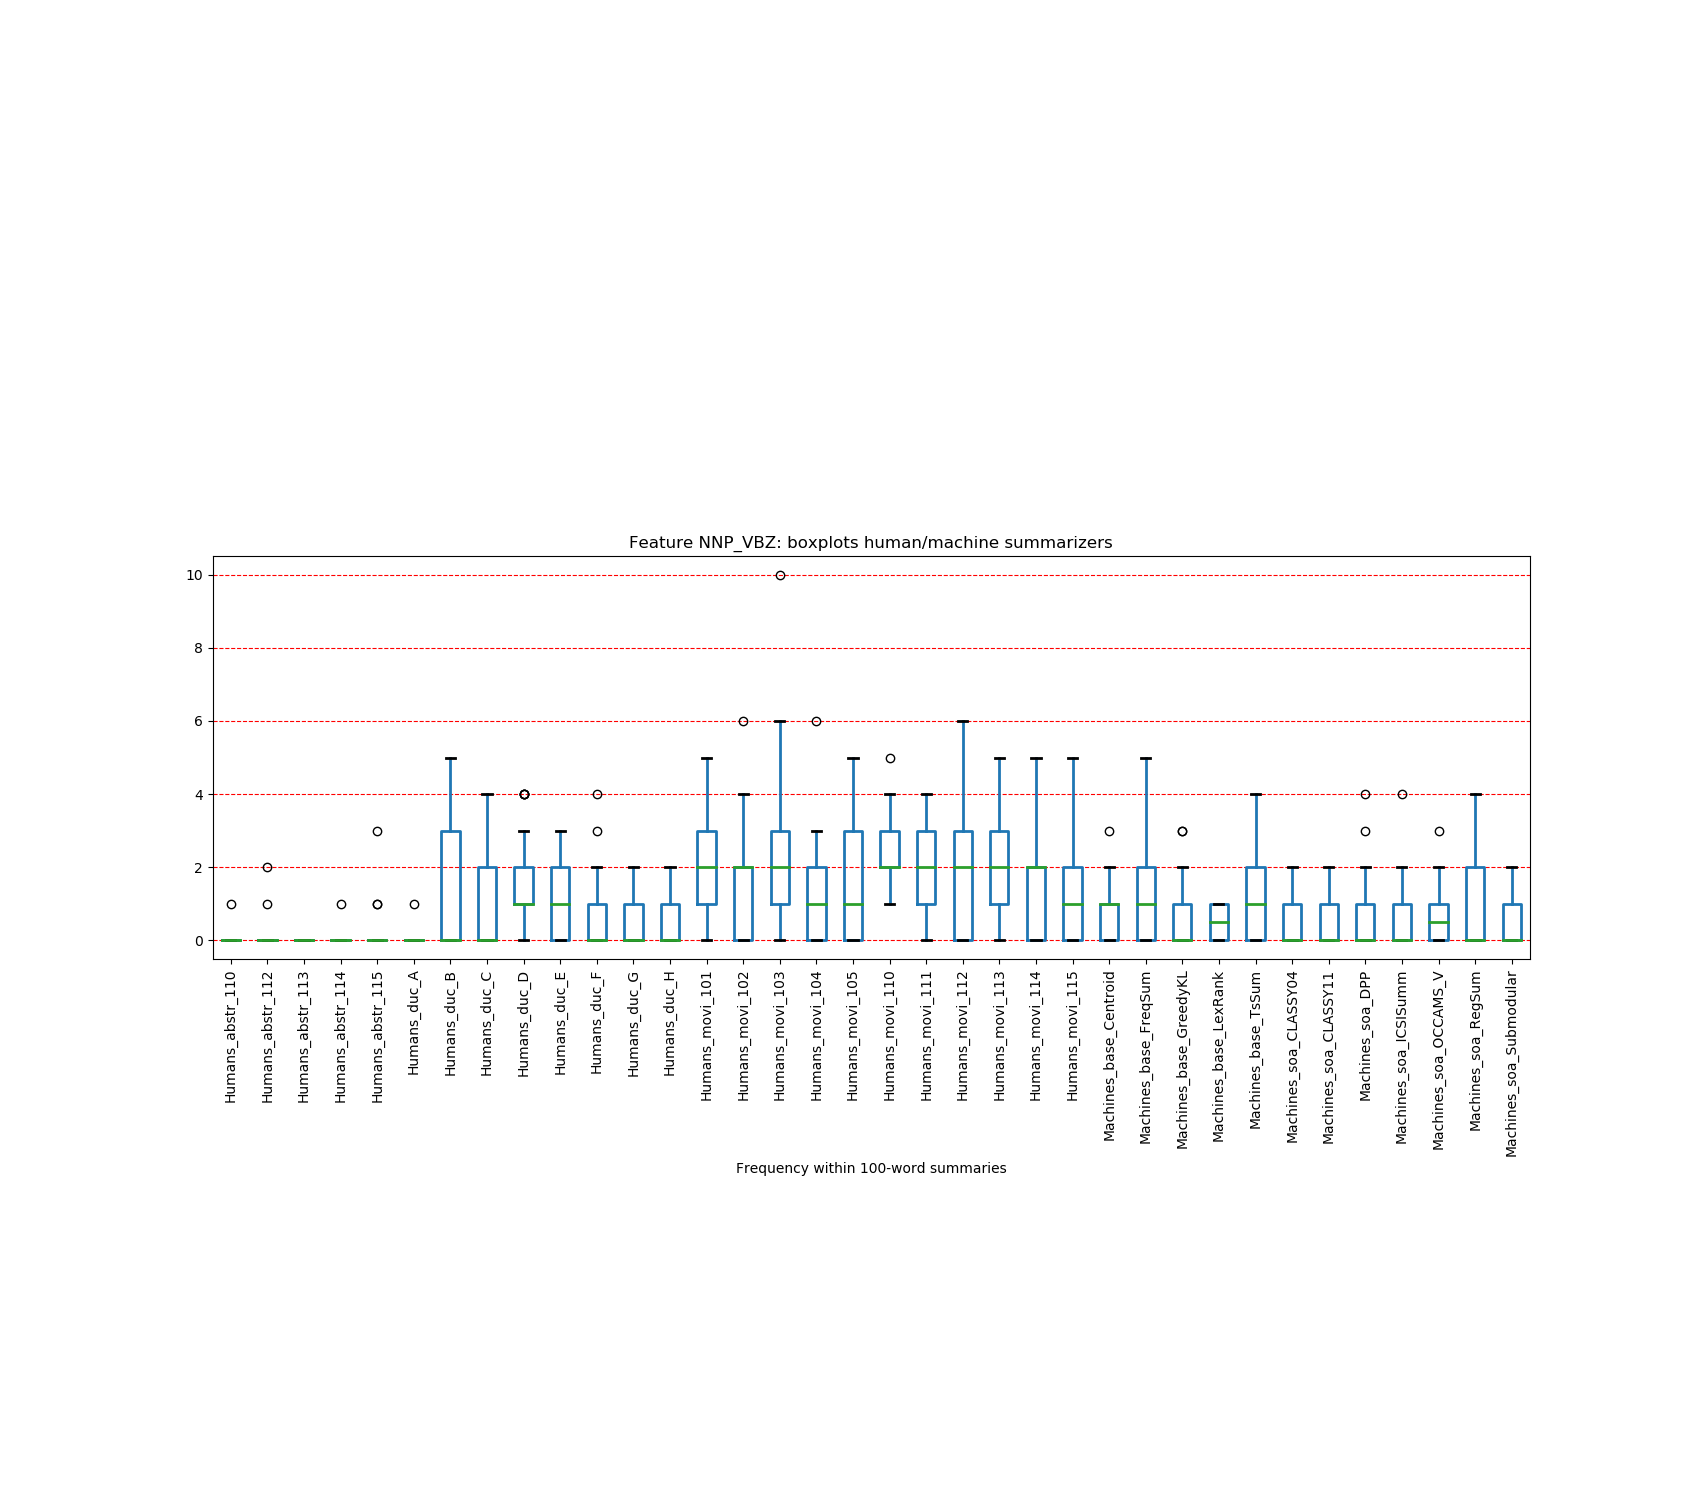 Feature NNP_VBZ: boxplots human/machine summarizers
10
8
6
4
2
0
Humans_abstr_110
Humans_abstr_112
Humans_abstr_113
Humans_abstr_114
Humans_abstr_115
Humans_duc_A
Humans_duc_B
Humans_duc_C
Humans_duc_D
Humans_duc_E
Humans_duc_F
Humans_duc_G
Humans_duc_H
Humans_movi_101
Humans_movi_102
Humans_movi_103
Humans_movi_104
Humans_movi_105
Humans_movi_110
Humans_movi_111
Humans_movi_112
Humans_movi_113
Humans_movi_114
Humans_movi_115
Machines_base_Centroid
Machines_base_FreqSum
Machines_base_GreedyKL
Machines_base_LexRank
Machines_base_TsSum
Machines_soa_CLASSY04
Machines_soa_CLASSY11
Machines_soa_DPP
Machines_soa_ICSISumm
Machines_soa_OCCAMS_V
Machines_soa_RegSum
Machines_soa_Submodular
Frequency within 100-word summaries